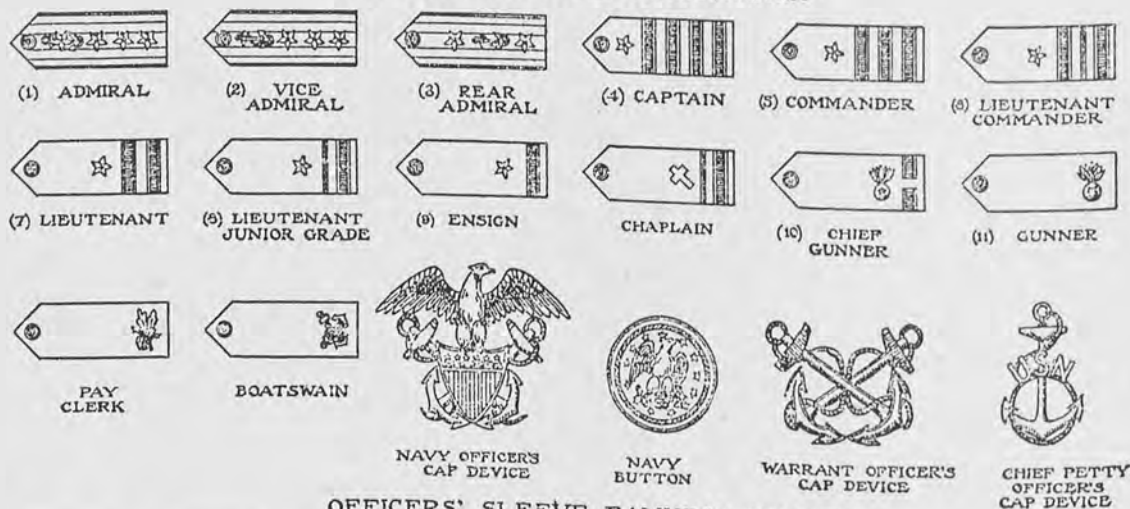 (1) ADMIRAL
(2) VICE
ADMIRAL
(3) REAR
ADMIRAL
(4) CAPTAIN
(5) COMMANDER
(6) LIEUTENANT
COMMANDER
(7) LIEUTENANT
(8) LIEUTENANT
JUNIOR GRADE
(9) ENSIGN
CHAPLAIN
(10) CHIEF
GUNNER
(11) GUNNER
PAY
CLERK
BOATSWAIN
NAVY OFFICER'S
CAP DEVICE
NAVY
BUTTON
WARRANT OFFICER'S
CAP DEVICE
USN
CHIEF PETTY
OFFICER'S
CAP DEVICE
OFFICERS' SLEEVE